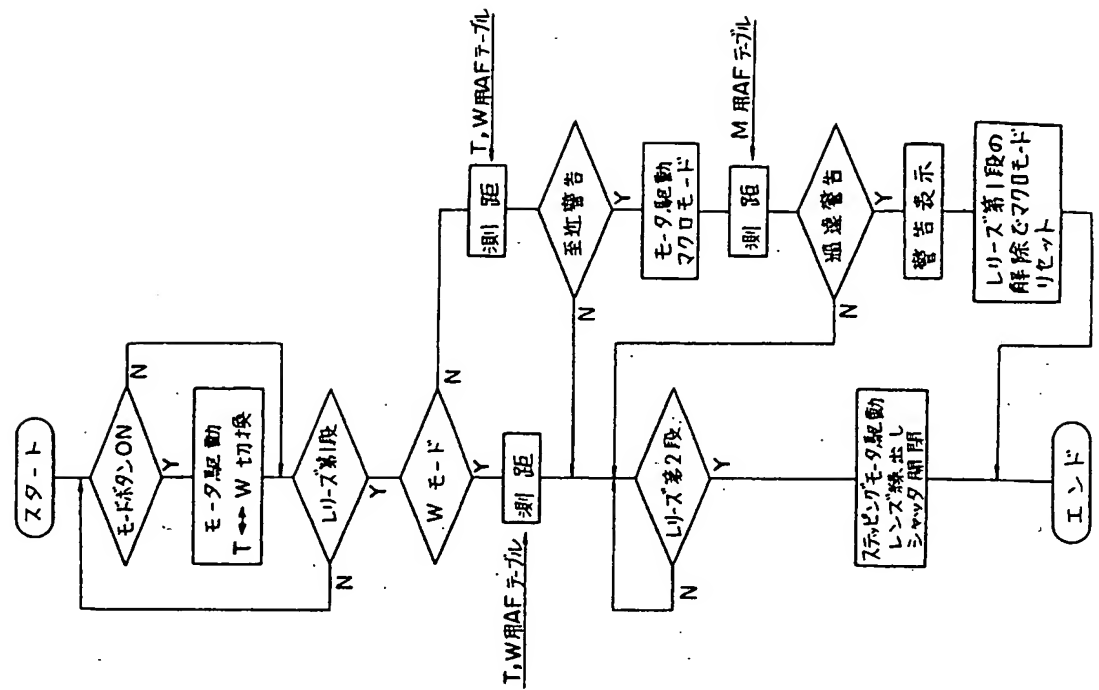 スタート
モードボタンON
N
Y
モータ駆動
T↔W 切換
レリーズ第1段
N
Y
Wモード
N
Y
測距
T,W用AFテーブル
測距
T,W用AFテーブル
至近警告
N
Y
モータ駆動
マクロモード
測距
M用AFテーブル
過遠警告
N
Y
警告表示
レリーズ第1段の
解除でマクロモード
リセット
レリーズ第2段
N
Y
ステッピングモータ駆動
レンズ繰出し
シャッタ開閉
エンド